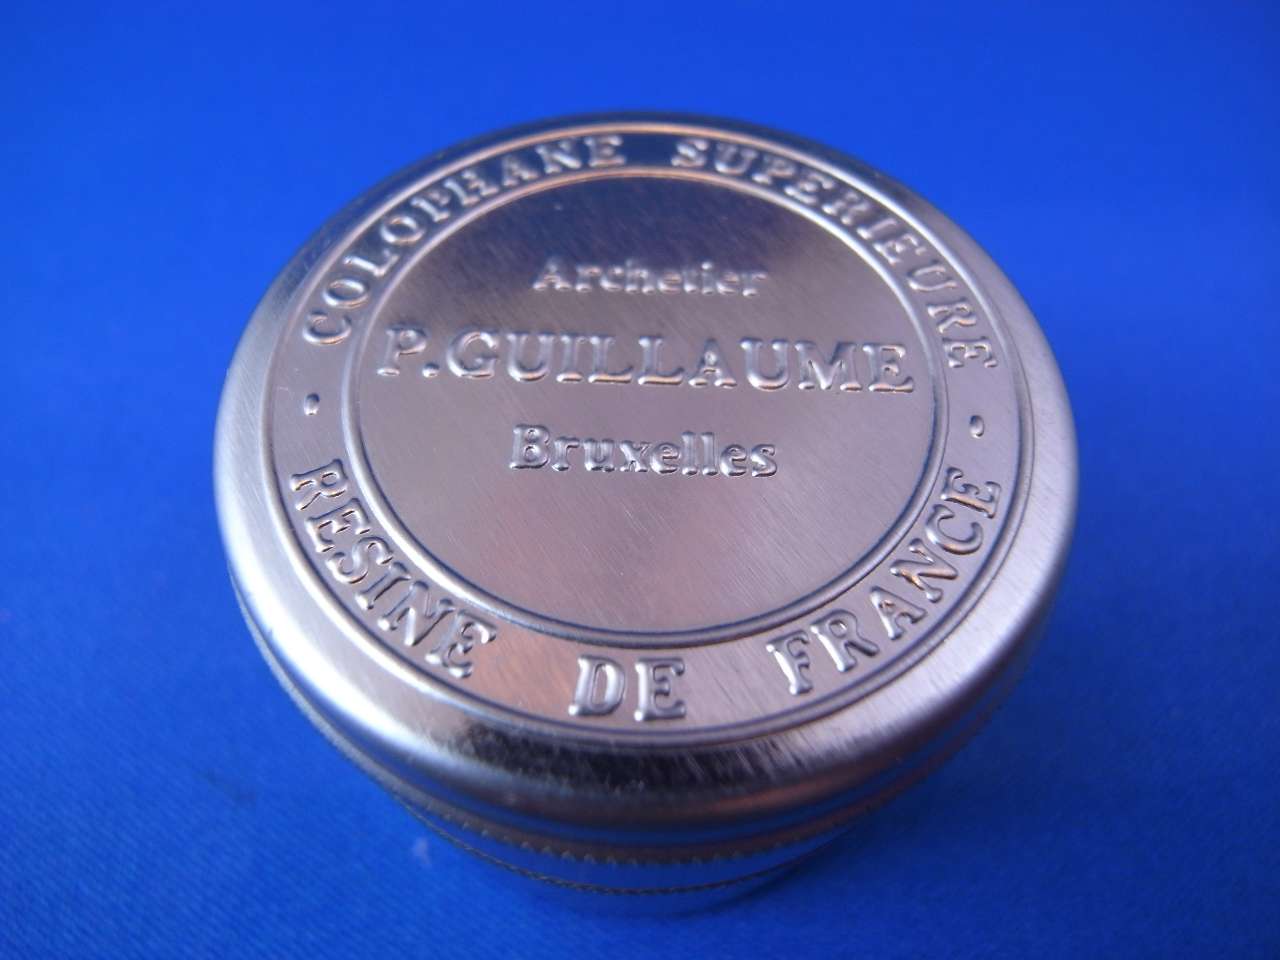 COLOPHANE SUPERIEURE
Archetier
P.GUILLAUME
Bruxelles
· RESINE DE FRANCE ·